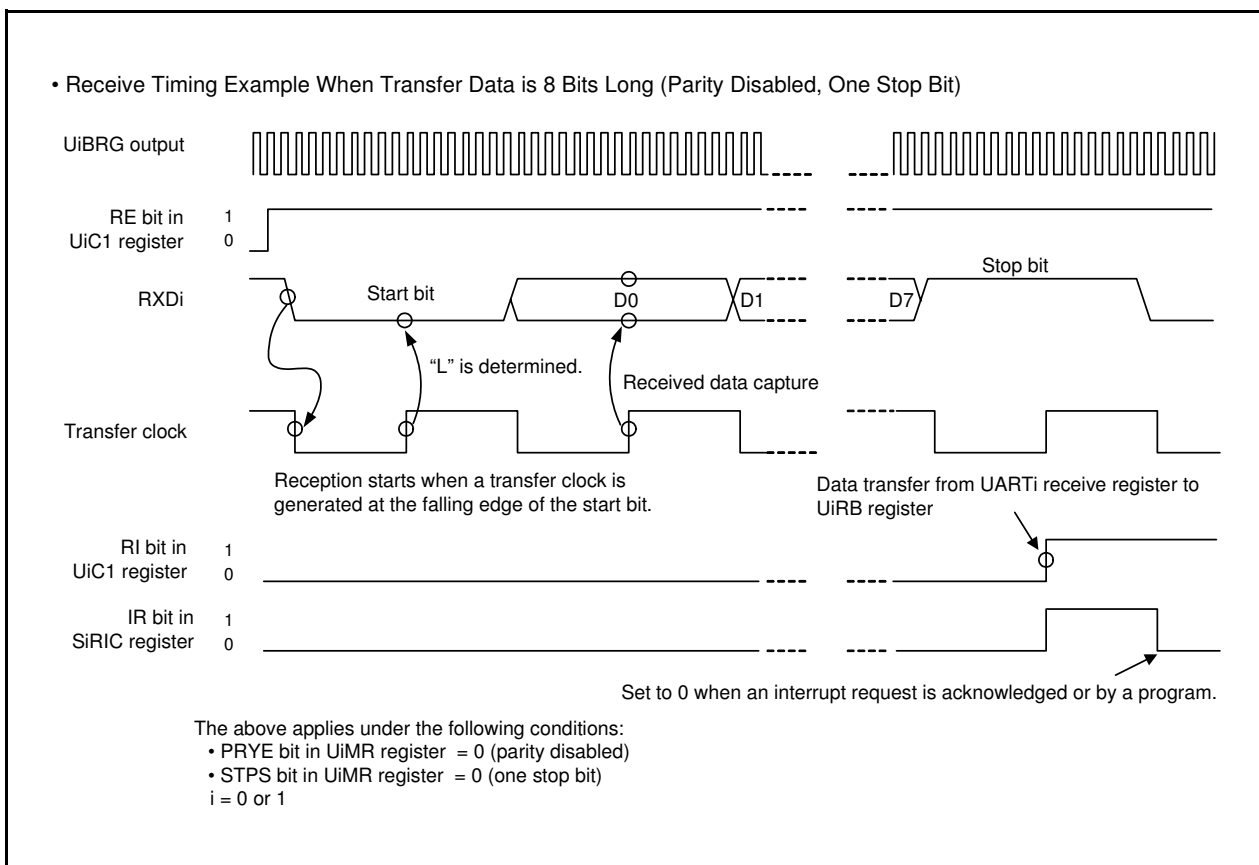 • Receive Timing Example When Transfer Data is 8 Bits Long (Parity Disabled, One Stop Bit)
UiBRG output
RE bit in
UiC1 register
1
0
RXDi
Start bit
D0
D1
D7
Stop bit
“L” is determined.
Received data capture
Transfer clock
Reception starts when a transfer clock is
generated at the falling edge of the start bit.
Data transfer from UARTi receive register to
UiRB register
RI bit in
UiC1 register
1
0
IR bit in
SiRIC register
1
0
Set to 0 when an interrupt request is acknowledged or by a program.
The above applies under the following conditions:
• PRYE bit in UiMR register = 0 (parity disabled)
• STPS bit in UiMR register = 0 (one stop bit)
i = 0 or 1